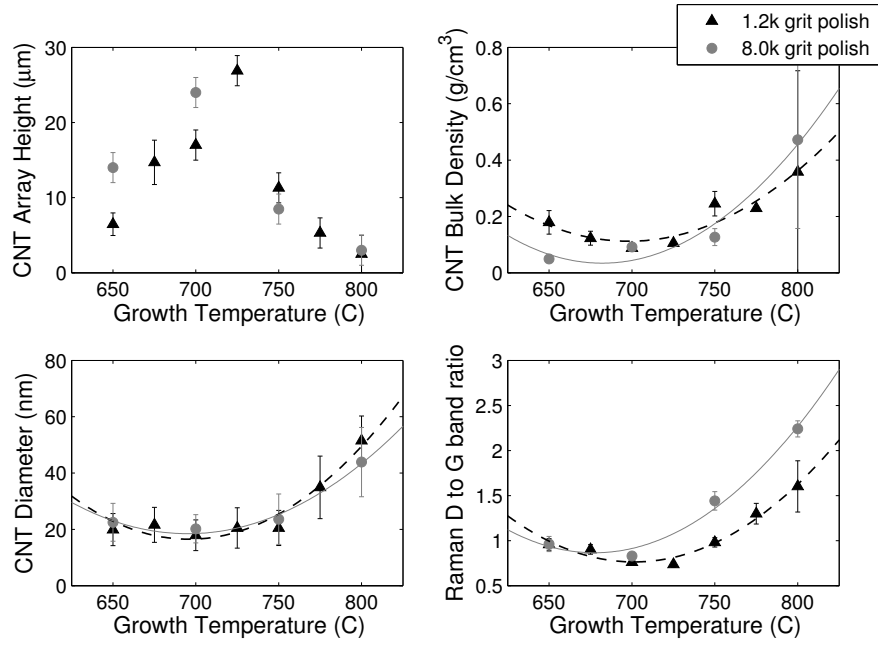 1.2k grit polish
8.0k grit polish
CNT Array Height (μm)
30
20
10
0
650 700 750 800
Growth Temperature (C)
CNT Bulk Density (g/cm³)
0.8
0.6
0.4
0.2
0
650 700 750 800
Growth Temperature (C)
CNT Diameter (nm)
80
60
40
20
0
650 700 750 800
Growth Temperature (C)
Raman D to G band ratio
3
2.5
2
1.5
1
0.5
650 700 750 800
Growth Temperature (C)